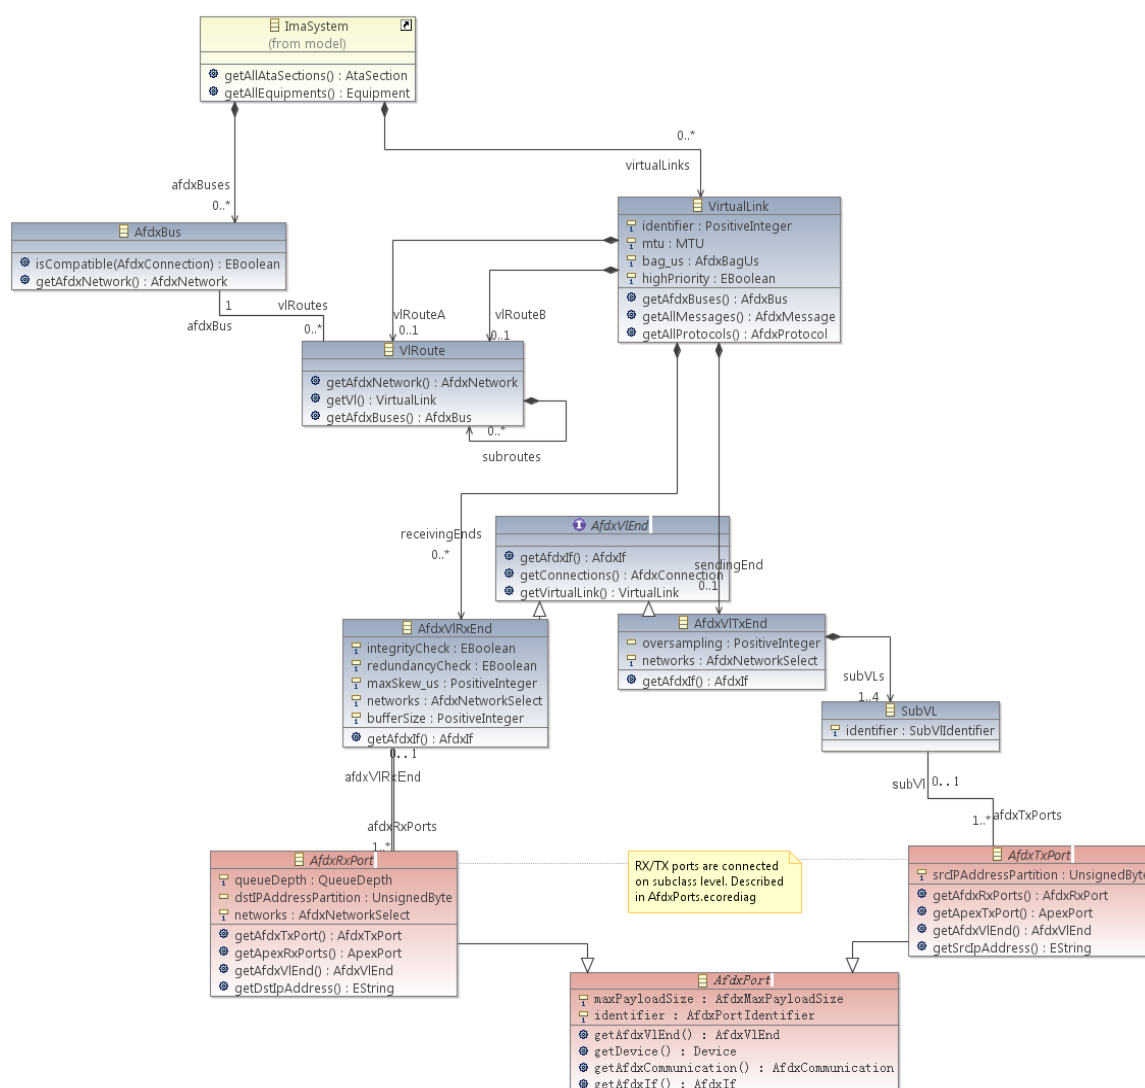 ImaSystem
(from model)
getAllAtaSections() : AtaSection
getAllEquipments() : Equipment
0..*
virtualLinks
afdxBuses
0..*
VirtualLink
identifier : PositiveInteger
mtu : MTU
bag_us : AfdxBagUs
highPriority : EBoolean
getAfdxBuses() : AfdxBus
getAllMessages() : AfdxMessage
getAllProtocols() : AfdxProtocol
AfdxBus
isCompatible(AfdxConnection) : EBoolean
getAfdxNetwork() : AfdxNetwork
1
vlRoutes
afdxBus
0..*
vlRouteA
0..1
vlRouteB
0..1
VlRoute
getAfdxNetwork() : AfdxNetwork
getVl() : VirtualLink
getAfdxBuses() : AfdxBus
0..*
subroutes
receivingEnds
0..*
AfdxVlEnd
getAfdxIf() : AfdxIf
getConnections() : AfdxConnection
getVirtualLink() : VirtualLink
sendingEnd
0..1
AfdxVlRxEnd
integrityCheck : EBoolean
redundancyCheck : EBoolean
maxSkew_us : PositiveInteger
networks : AfdxNetworkSelect
bufferSize : PositiveInteger
getAfdxIf() : AfdxIf
AfdxVlTxEnd
oversampling : PositiveInteger
networks : AfdxNetworkSelect
getAfdxIf() : AfdxIf
subVLs
1..4
SubVL
identifier : SubVlIdentifier
0..1
afdxVlRxEnd
afdxRxPorts
1..*
subVl
0..1
1..*
afdxTxPorts
AfdxRxPort
queueDepth : QueueDepth
dstIPAddressPartition : UnsignedByte
networks : AfdxNetworkSelect
getAfdxTxPort() : AfdxTxPort
getApexRxPorts() : ApexPort
getAfdxVlEnd() : AfdxVlEnd
getDstIpAddress() : EString
RX/TX ports are connected
on subclass level. Described
in AfdxPorts.ecorediag
AfdxTxPort
srcIPAddressPartition : UnsignedByte
getAfdxRxPorts() : AfdxRxPort
getApexTxPort() : ApexPort
getAfdxVlEnd() : AfdxVlEnd
getSrcIpAddress() : EString
AfdxPort
maxPayloadSize : AfdxMaxPayloadSize
identifier : AfdxPortIdentifier
getAfdxVlEnd() : AfdxVlEnd
getDevice() : Device
getAfdxCommunication() : AfdxCommunication
getAfdxIf() : AfdxIf